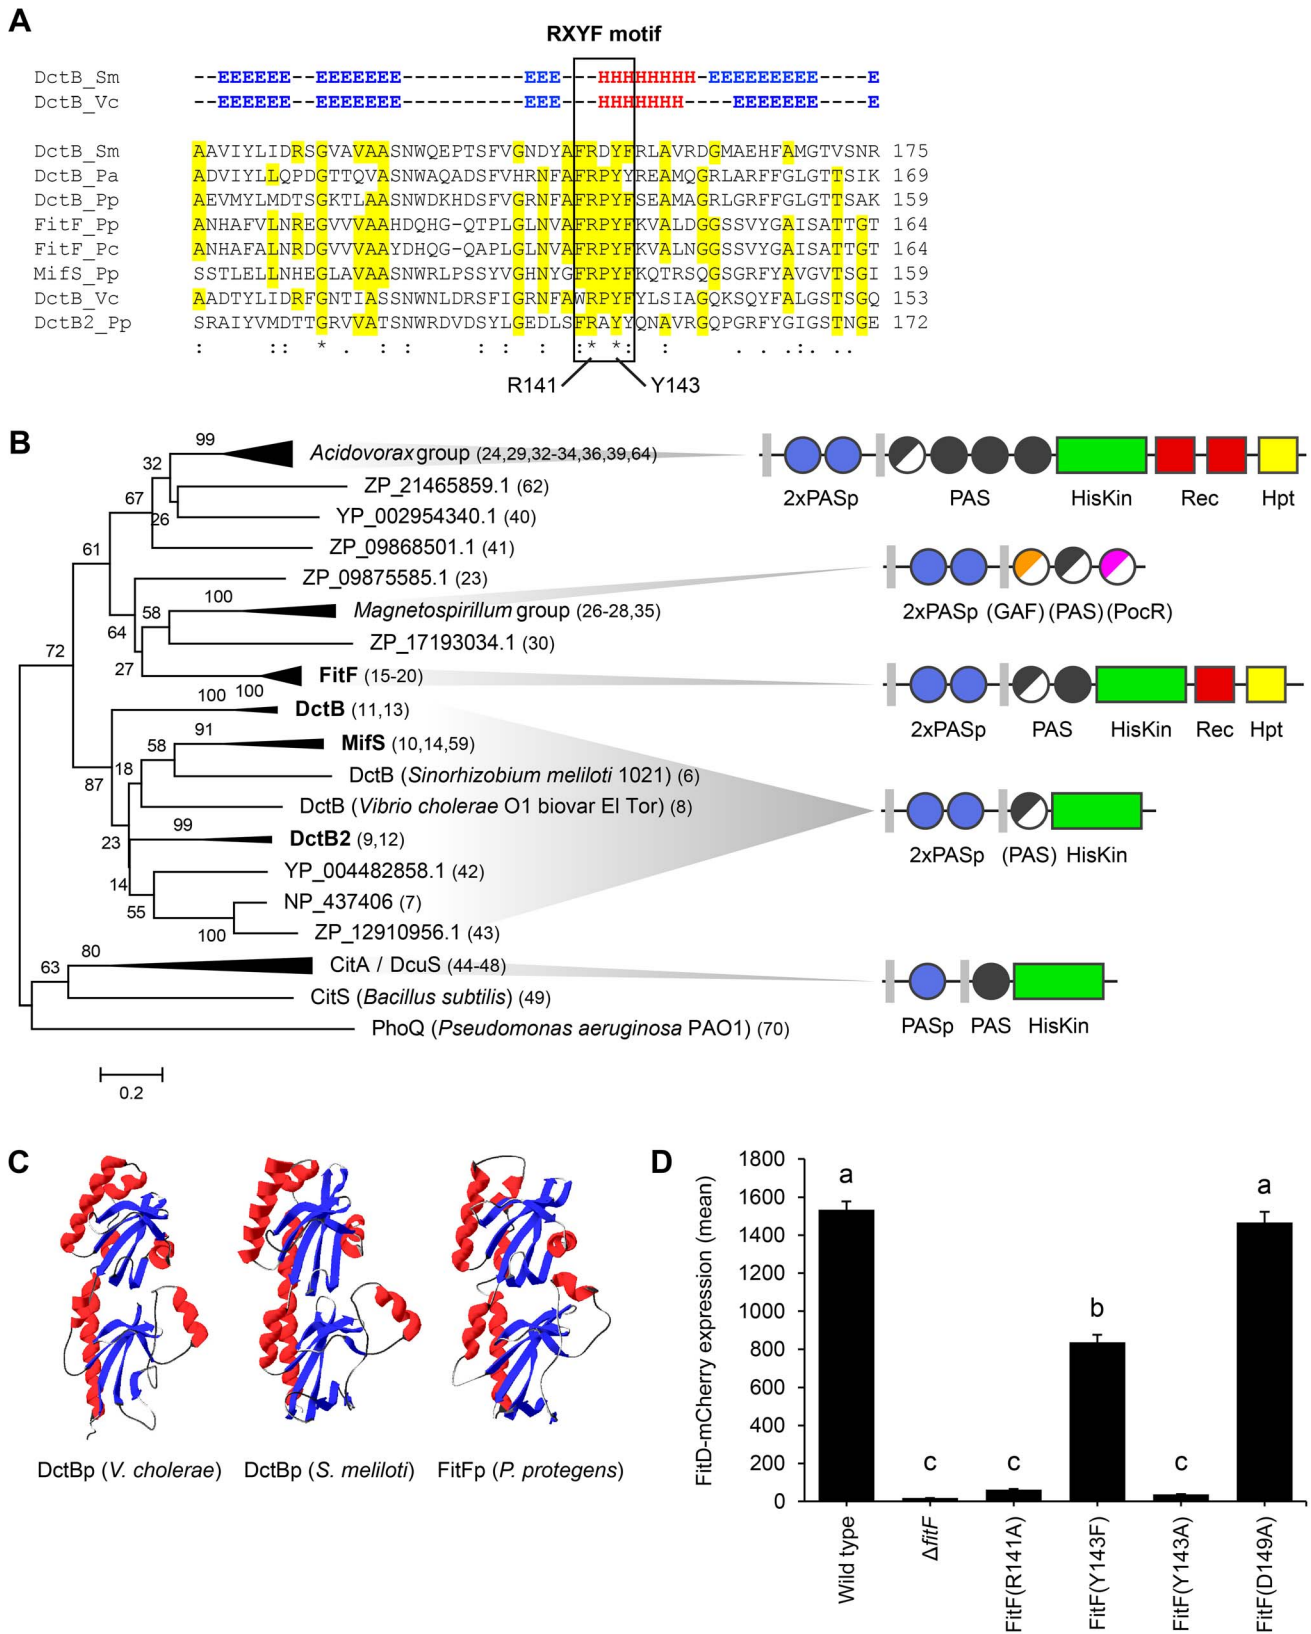 A
RXYF motif
DctB_Sm --EEEEEE--EEEEEEE----------EEE---HHHHHHHH-EEEEEEEEE----E
DctB_Vc --EEEEEE--EEEEEEE----------EEE---HHHHHHH----EEEEEEE----E
DctB_Sm AAVIYLIDRSGVAVAASNWQEPTSFVGNDYAFRDYFRLAVRDGMAEHFAMGTVSNR 175
DctB_Pa ADVIYLLQPDGTTQVASNWAQADSFVHRNFAFRPYYREAMQGRLARFFGLGTTSIK 169
DctB_Pp AEVMYLMDTSGKTLAASNWDKHDSFVGRNFAFRPYFSEAMAGRLGRFFGLGTTSAK 159
FitF_Pp ANHAFVLNREGVVVAAHDQHG-QTPLGLNVAFRPYFKVALDGGSSVYGAISATTGT 164
FitF_Pc ANHAFALNRDGVVVAAYDHQG-QAPLGLNVAFRPYFKVALNGGSSVYGAISATTGT 164
MifS_Pp SSTLELLNHEGLAVAASNWRLPSSYVGHNYGFRPYFKQTRSQGSGRFYAVGVTSGI 159
DctB_Vc AADTYLIDRFGNTIASSNWNLDRSFIGRNFAWRPYFYLSIAGQKSQYFALGSTSGQ 153
DctB2_Pp SRAIYVMDTTGRVVATSNWRDVDSYLGEDLSFRAYYQNAVRGQPGRFYGIGSTNGE 172
: :: * . : : : : : :* *: : . . .:. ..
R141 Y143
B
99 Acidovorax group (24,29,32-34,36,39,64)
32
ZP_21465859.1 (62)
67
26 YP_002954340.1 (40)
2xPASp PAS HisKin Rec Hpt
61 ZP_09868501.1 (41)
ZP_09875585.1 (23)
100 58 Magnetospirillum group (26-28,35)
2xPASp (GAF) (PAS) (PocR)
64 ZP_17193034.1 (30)
72
27 FitF (15-20)
100 100 DctB (11,13)
2xPASp PAS HisKin Rec Hpt
91 58 MifS (10,14,59)
87 18 DctB (Sinorhizobium meliloti 1021) (6)
DctB (Vibrio cholerae O1 biovar El Tor) (8)
99 DctB2 (9,12)
23
2xPASp (PAS) HisKin
YP_004482858.1 (42)
14
NP_437406 (7)
55
100 ZP_12910956.1 (43)
80 CitA / DcuS (44-48)
63
CitS (Bacillus subtilis) (49)
PhoQ (Pseudomonas aeruginosa PAO1) (70)
PASp PAS HisKin
0.2
C
DctBp (V. cholerae) DctBp (S. meliloti) FitFp (P. protegens)
D
FitD-mCherry expression (mean)
1800
1600
1400
1200
1000
800
600
400
200
0
a c c b c a
Wild type
ΔfitF
FitF(R141A)
FitF(Y143F)
FitF(Y143A)
FitF(D149A)